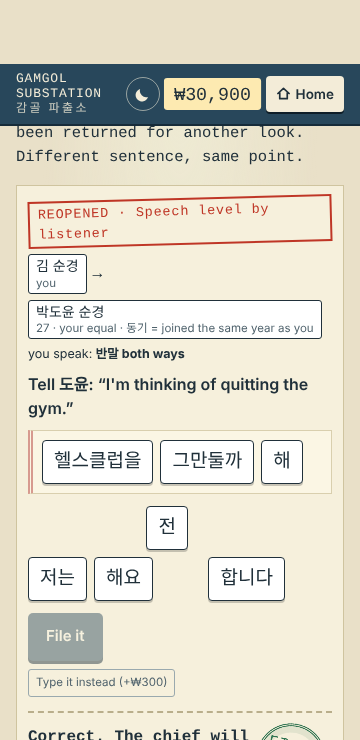 GAMGOL
SUBSTATION
감골 파출소
₩30,900
Home
been returned for another look.
Different sentence, same point.
REOPENED · Speech level by
listener
김 순경
you
→
박도윤 순경
27 · your equal · 동기 = joined the same year as you
you speak: 반말 both ways
Tell 도윤: “I'm thinking of quitting the
gym.”
헬스클럽을 그만둘까 해
전
저는 해요 합니다
File it
Type it instead (+₩300)
Correct. The chief will